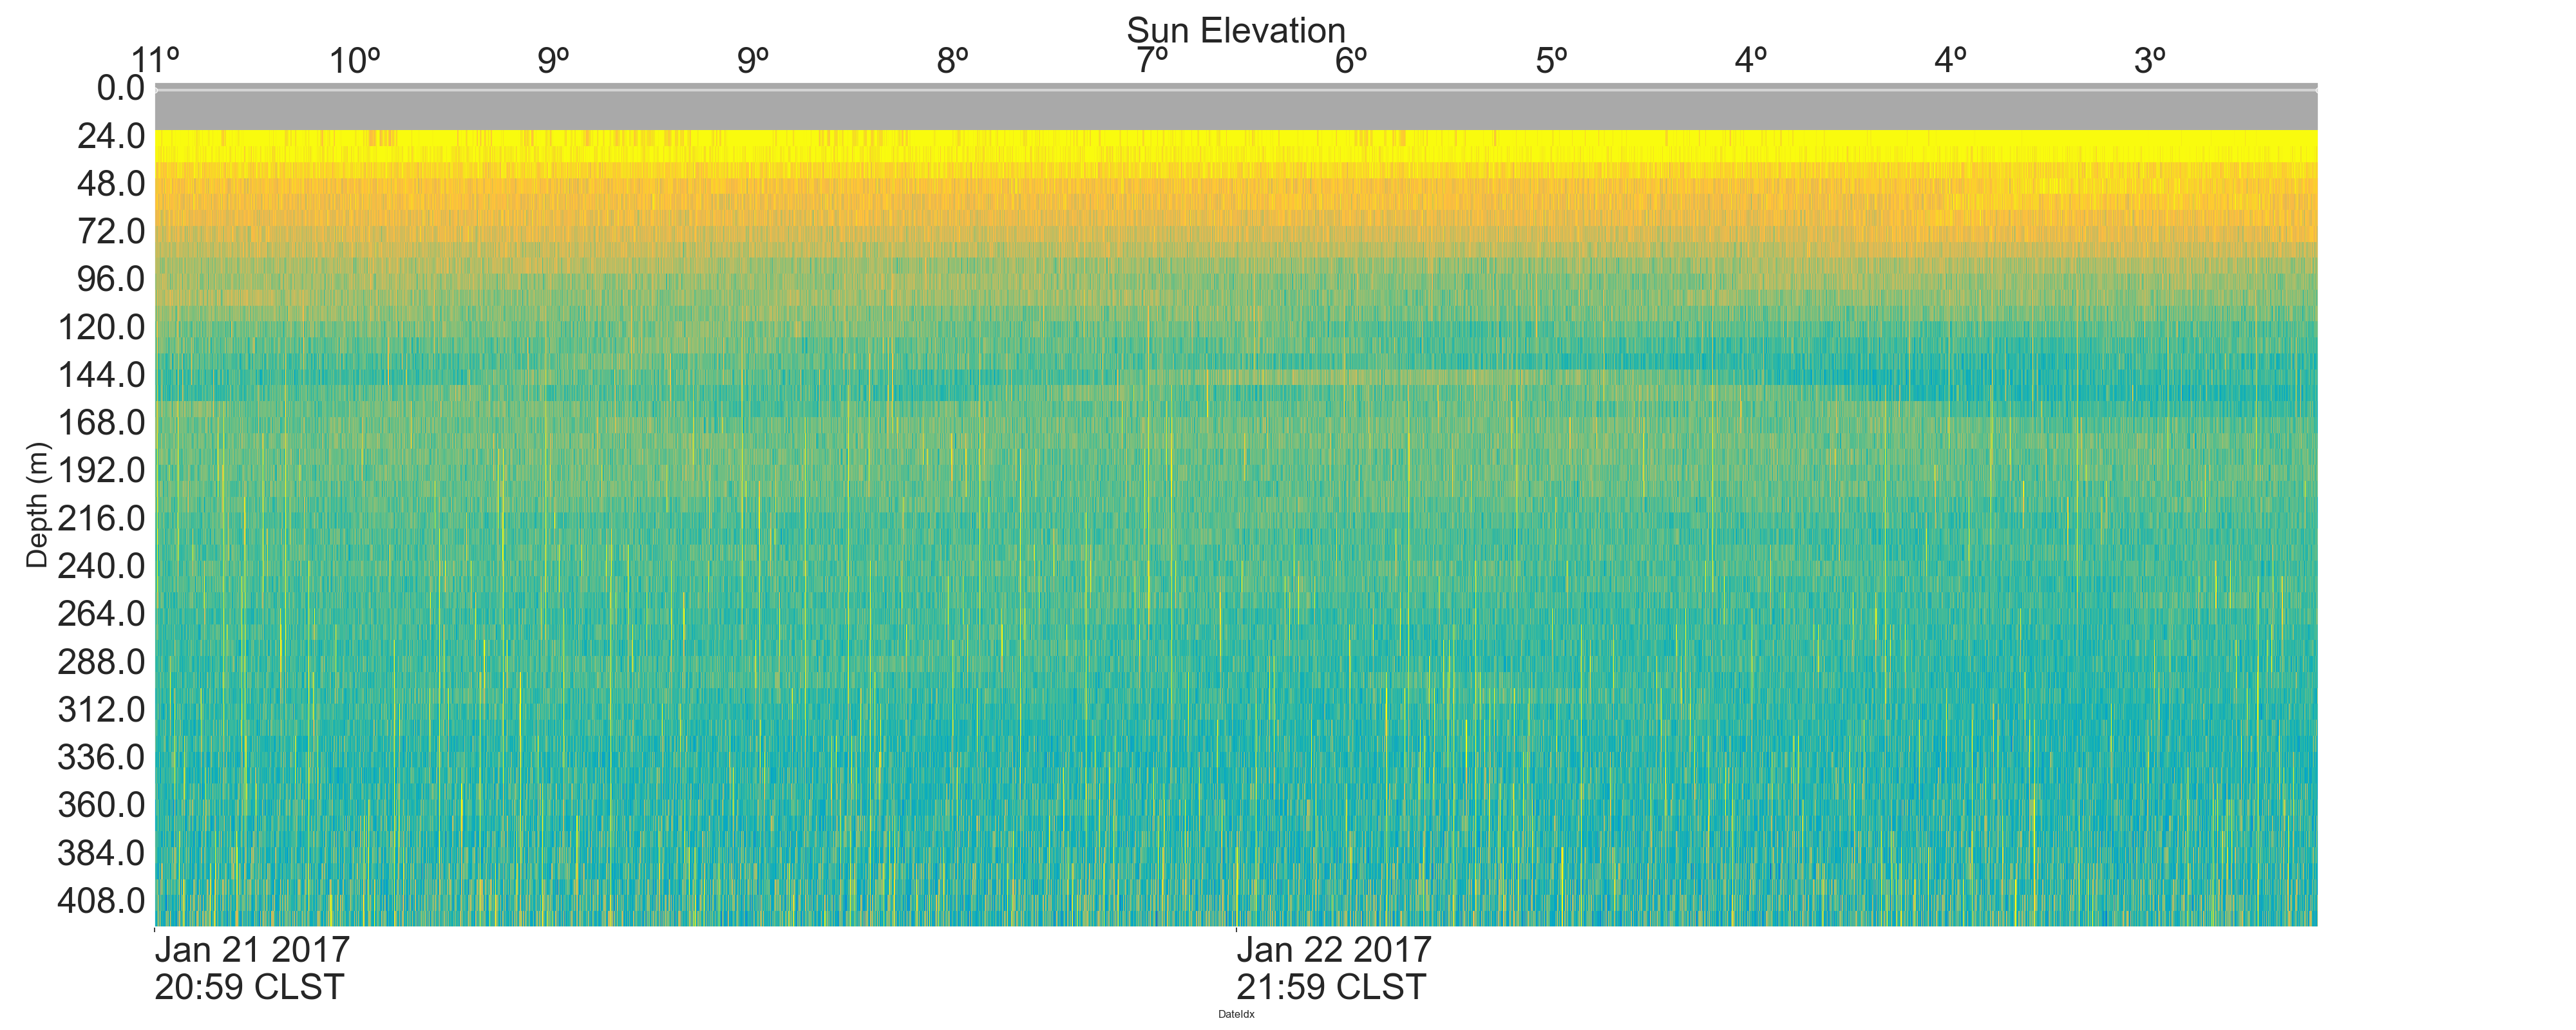 Sun Elevation
11º 10º 9º 9º 8º 7º 6º 5º 4º 4º 3º
0.0
24.0
48.0
72.0
96.0
120.0
144.0
168.0
192.0
216.0
240.0
264.0
288.0
312.0
336.0
360.0
384.0
408.0
Depth (m)
Jan 21 2017
20:59 CLST
Jan 22 2017
21:59 CLST
DateIdx